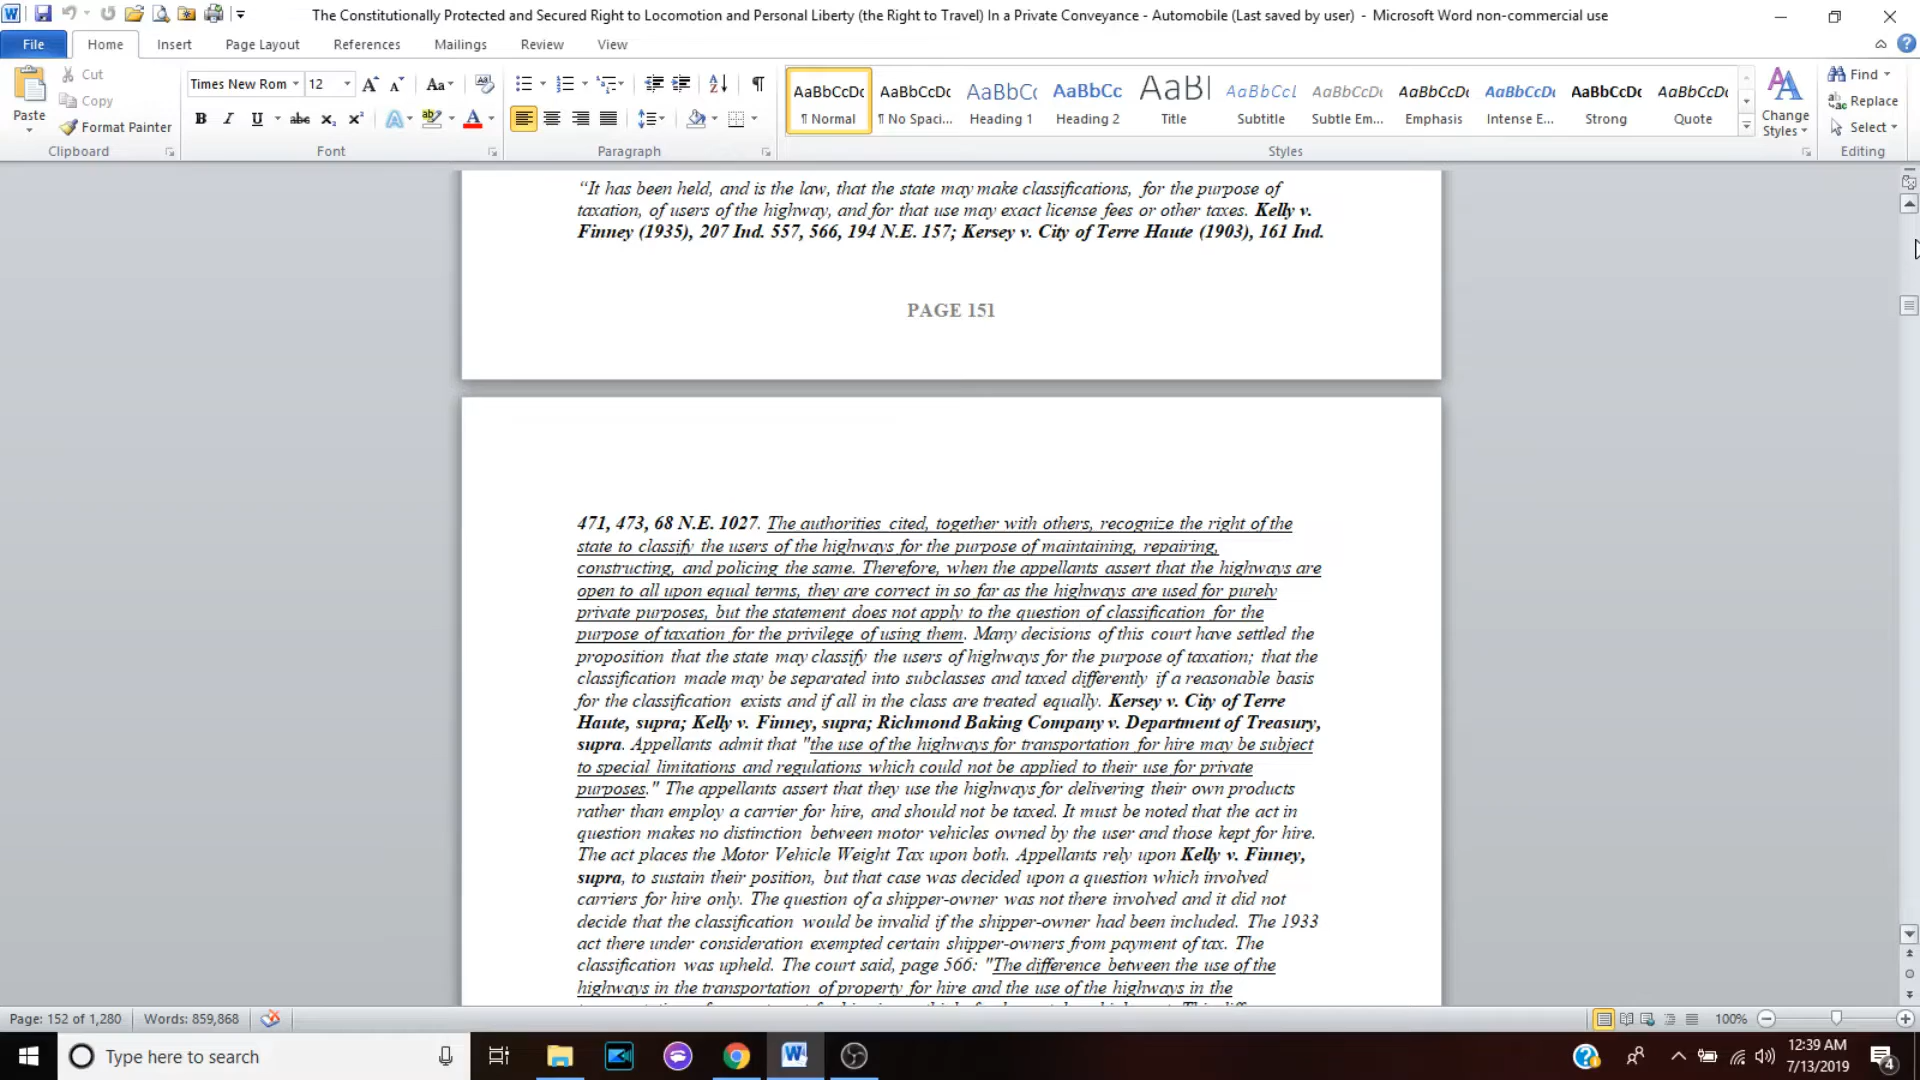 The Constitutionally Protected and Secured Right to Locomotion and Personal Liberty (the Right to Travel) In a Private Conveyance - Automobile (Last saved by user) - Microsoft Word non-commercial use
File Home Insert Page Layout References Mailings Review View
Paste
Cut
Copy
Format Painter
Clipboard
Times New Rom 12
Font
Paragraph
AaBbCcDc AaBbCcDc AaBbCc AaBbCc AaBl AaBbCcL AaBbCcDc AaBbCcDc AaBbCcDc AaBbCcDc AaBbCcDc
¶ Normal ¶ No Spaci... Heading 1 Heading 2 Title Subtitle Subtle Em... Emphasis Intense E... Strong Quote
Styles
Change Styles
Find
Replace
Select
Editing
“It has been held, and is the law, that the state may make classifications, for the purpose of
taxation, of users of the highway, and for that use may exact license fees or other taxes. Kelly v.
Finney (1935), 207 Ind. 557, 566, 194 N.E. 157; Kersey v. City of Terre Haute (1903), 161 Ind.
PAGE 151
471, 473, 68 N.E. 1027. The authorities cited, together with others, recognize the right of the
state to classify the users of the highways for the purpose of maintaining, repairing,
constructing, and policing the same. Therefore, when the appellants assert that the highways are
open to all upon equal terms, they are correct in so far as the highways are used for purely
private purposes, but the statement does not apply to the question of classification for the
purpose of taxation for the privilege of using them. Many decisions of this court have settled the
proposition that the state may classify the users of highways for the purpose of taxation; that the
classification made may be separated into subclasses and taxed differently if a reasonable basis
for the classification exists and if all in the class are treated equally. Kersey v. City of Terre
Haute, supra; Kelly v. Finney, supra; Richmond Baking Company v. Department of Treasury,
supra. Appellants admit that "the use of the highways for transportation for hire may be subject
to special limitations and regulations which could not be applied to their use for private
purposes." The appellants assert that they use the highways for delivering their own products
rather than employ a carrier for hire, and should not be taxed. It must be noted that the act in
question makes no distinction between motor vehicles owned by the user and those kept for hire.
The act places the Motor Vehicle Weight Tax upon both. Appellants rely upon Kelly v. Finney,
supra, to sustain their position, but that case was decided upon a question which involved
carriers for hire only. The question of a shipper-owner was not there involved and it did not
decide that the classification would be invalid if the shipper-owner had been included. The 1933
act there under consideration exempted certain shipper-owners from payment of tax. The
classification was upheld. The court said, page 566: "The difference between the use of the
highways in the transportation of property for hire and the use of the highways in the
Page: 152 of 1,280 Words: 859,868 100%
Type here to search
12:39 AM
7/13/2019
4